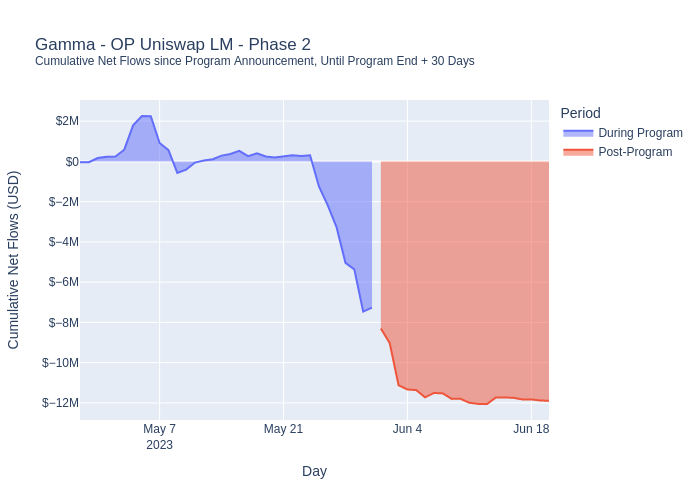 Gamma - OP Uniswap LM - Phase 2
Cumulative Net Flows since Program Announcement, Until Program End + 30 Days
Period
During Program
Post-Program
$2M
$0
$−2M
$−4M
$−6M
$−8M
$−10M
$−12M
Cumulative Net Flows (USD)
May 7
2023
May 21
Jun 4
Jun 18
Day